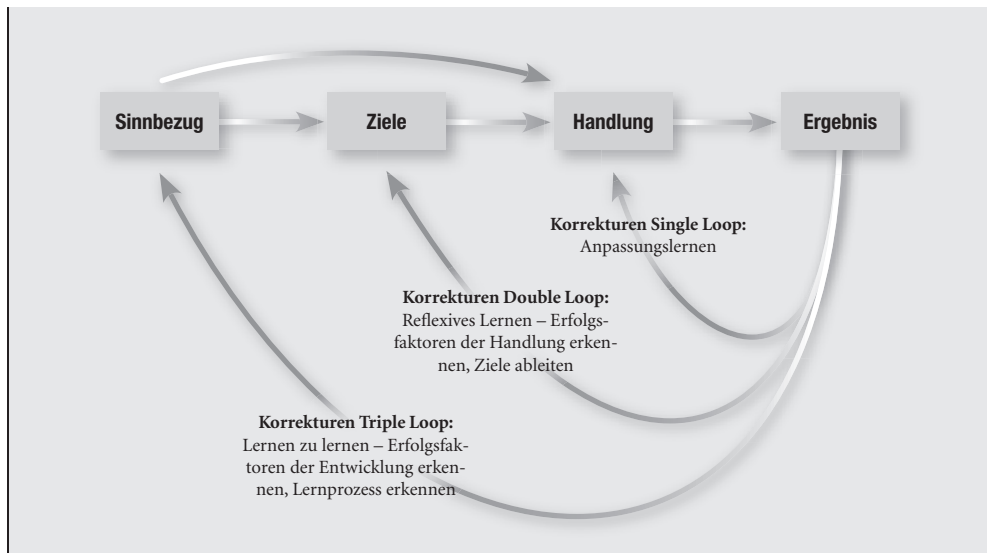 Sinnbezug
Ziele
Handlung
Ergebnis
Korrekturen Single Loop:
Anpassungslernen
Korrekturen Double Loop:
Reflexives Lernen – Erfolgs-
faktoren der Handlung erken-
nen, Ziele ableiten
Korrekturen Triple Loop:
Lernen zu lernen – Erfolgsfak-
toren der Entwicklung erken-
nen, Lernprozess erkennen